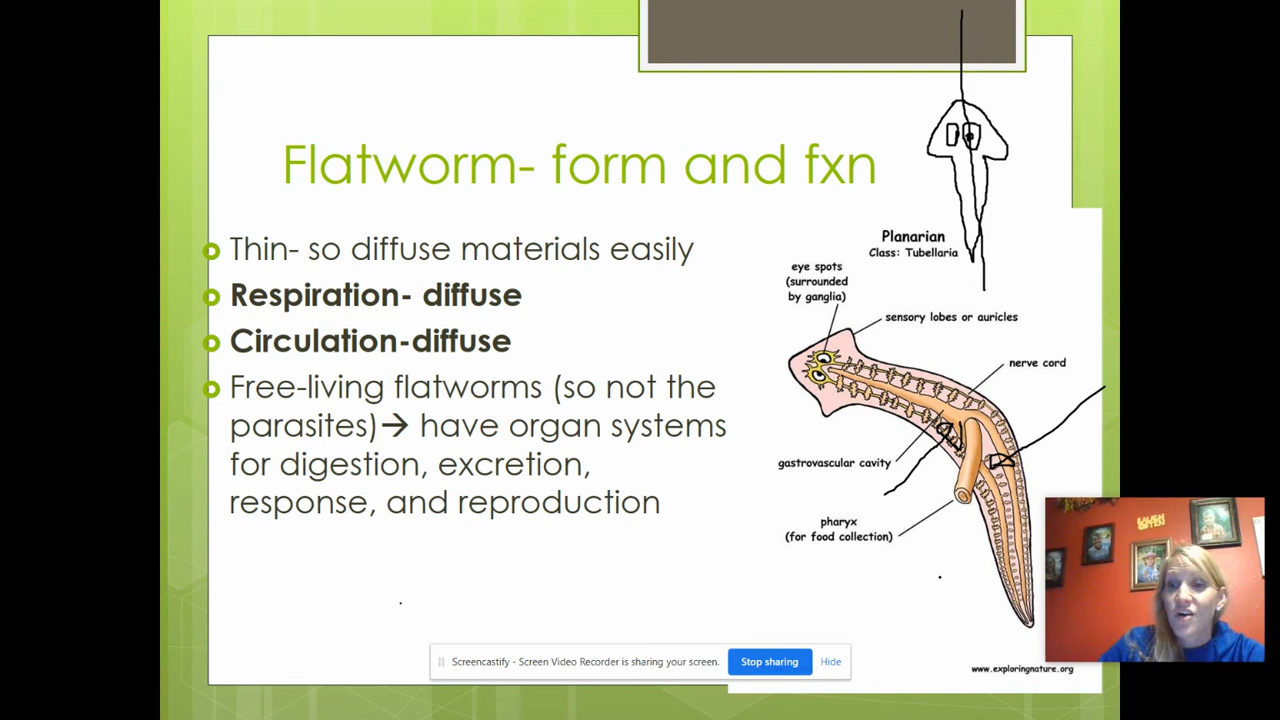 Flatworm- form and fxn
Thin- so diffuse materials easily
Respiration- diffuse
Circulation-diffuse
Free-living flatworms (so not the
parasites)→ have organ systems
for digestion, excretion,
response, and reproduction
Planarian
Class: Tubellaria
eye spots
(surrounded
by ganglia)
sensory lobes or auricles
nerve cord
gastrovascular cavity
pharyx
(for food collection)
www.exploringnature.org
Screencastify - Screen Video Recorder is sharing your screen.
Stop sharing
Hide